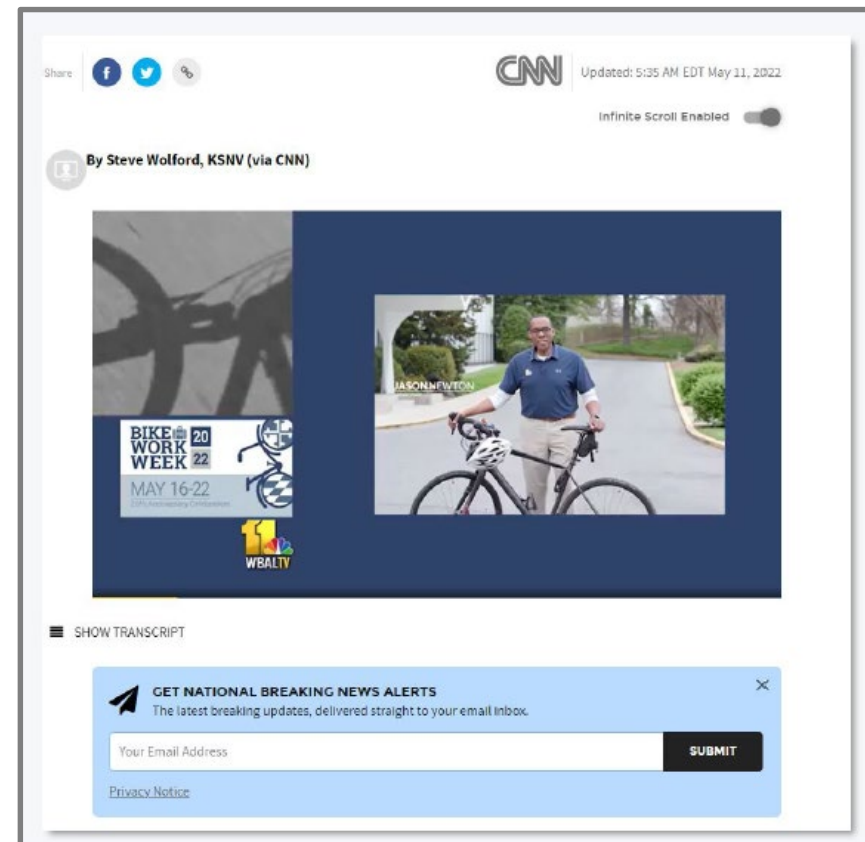 Share
CNN
Updated: 5:35 AM EDT May 11, 2022
Infinite Scroll Enabled
By Steve Wolford, KSNV (via CNN)
JASON NEWTON
BIKE 20
WORK
WEEK 22
MAY 16-22
11
WBALTV
SHOW TRANSCRIPT
GET NATIONAL BREAKING NEWS ALERTS
The latest breaking updates, delivered straight to your email inbox.
Your Email Address
SUBMIT
Privacy Notice